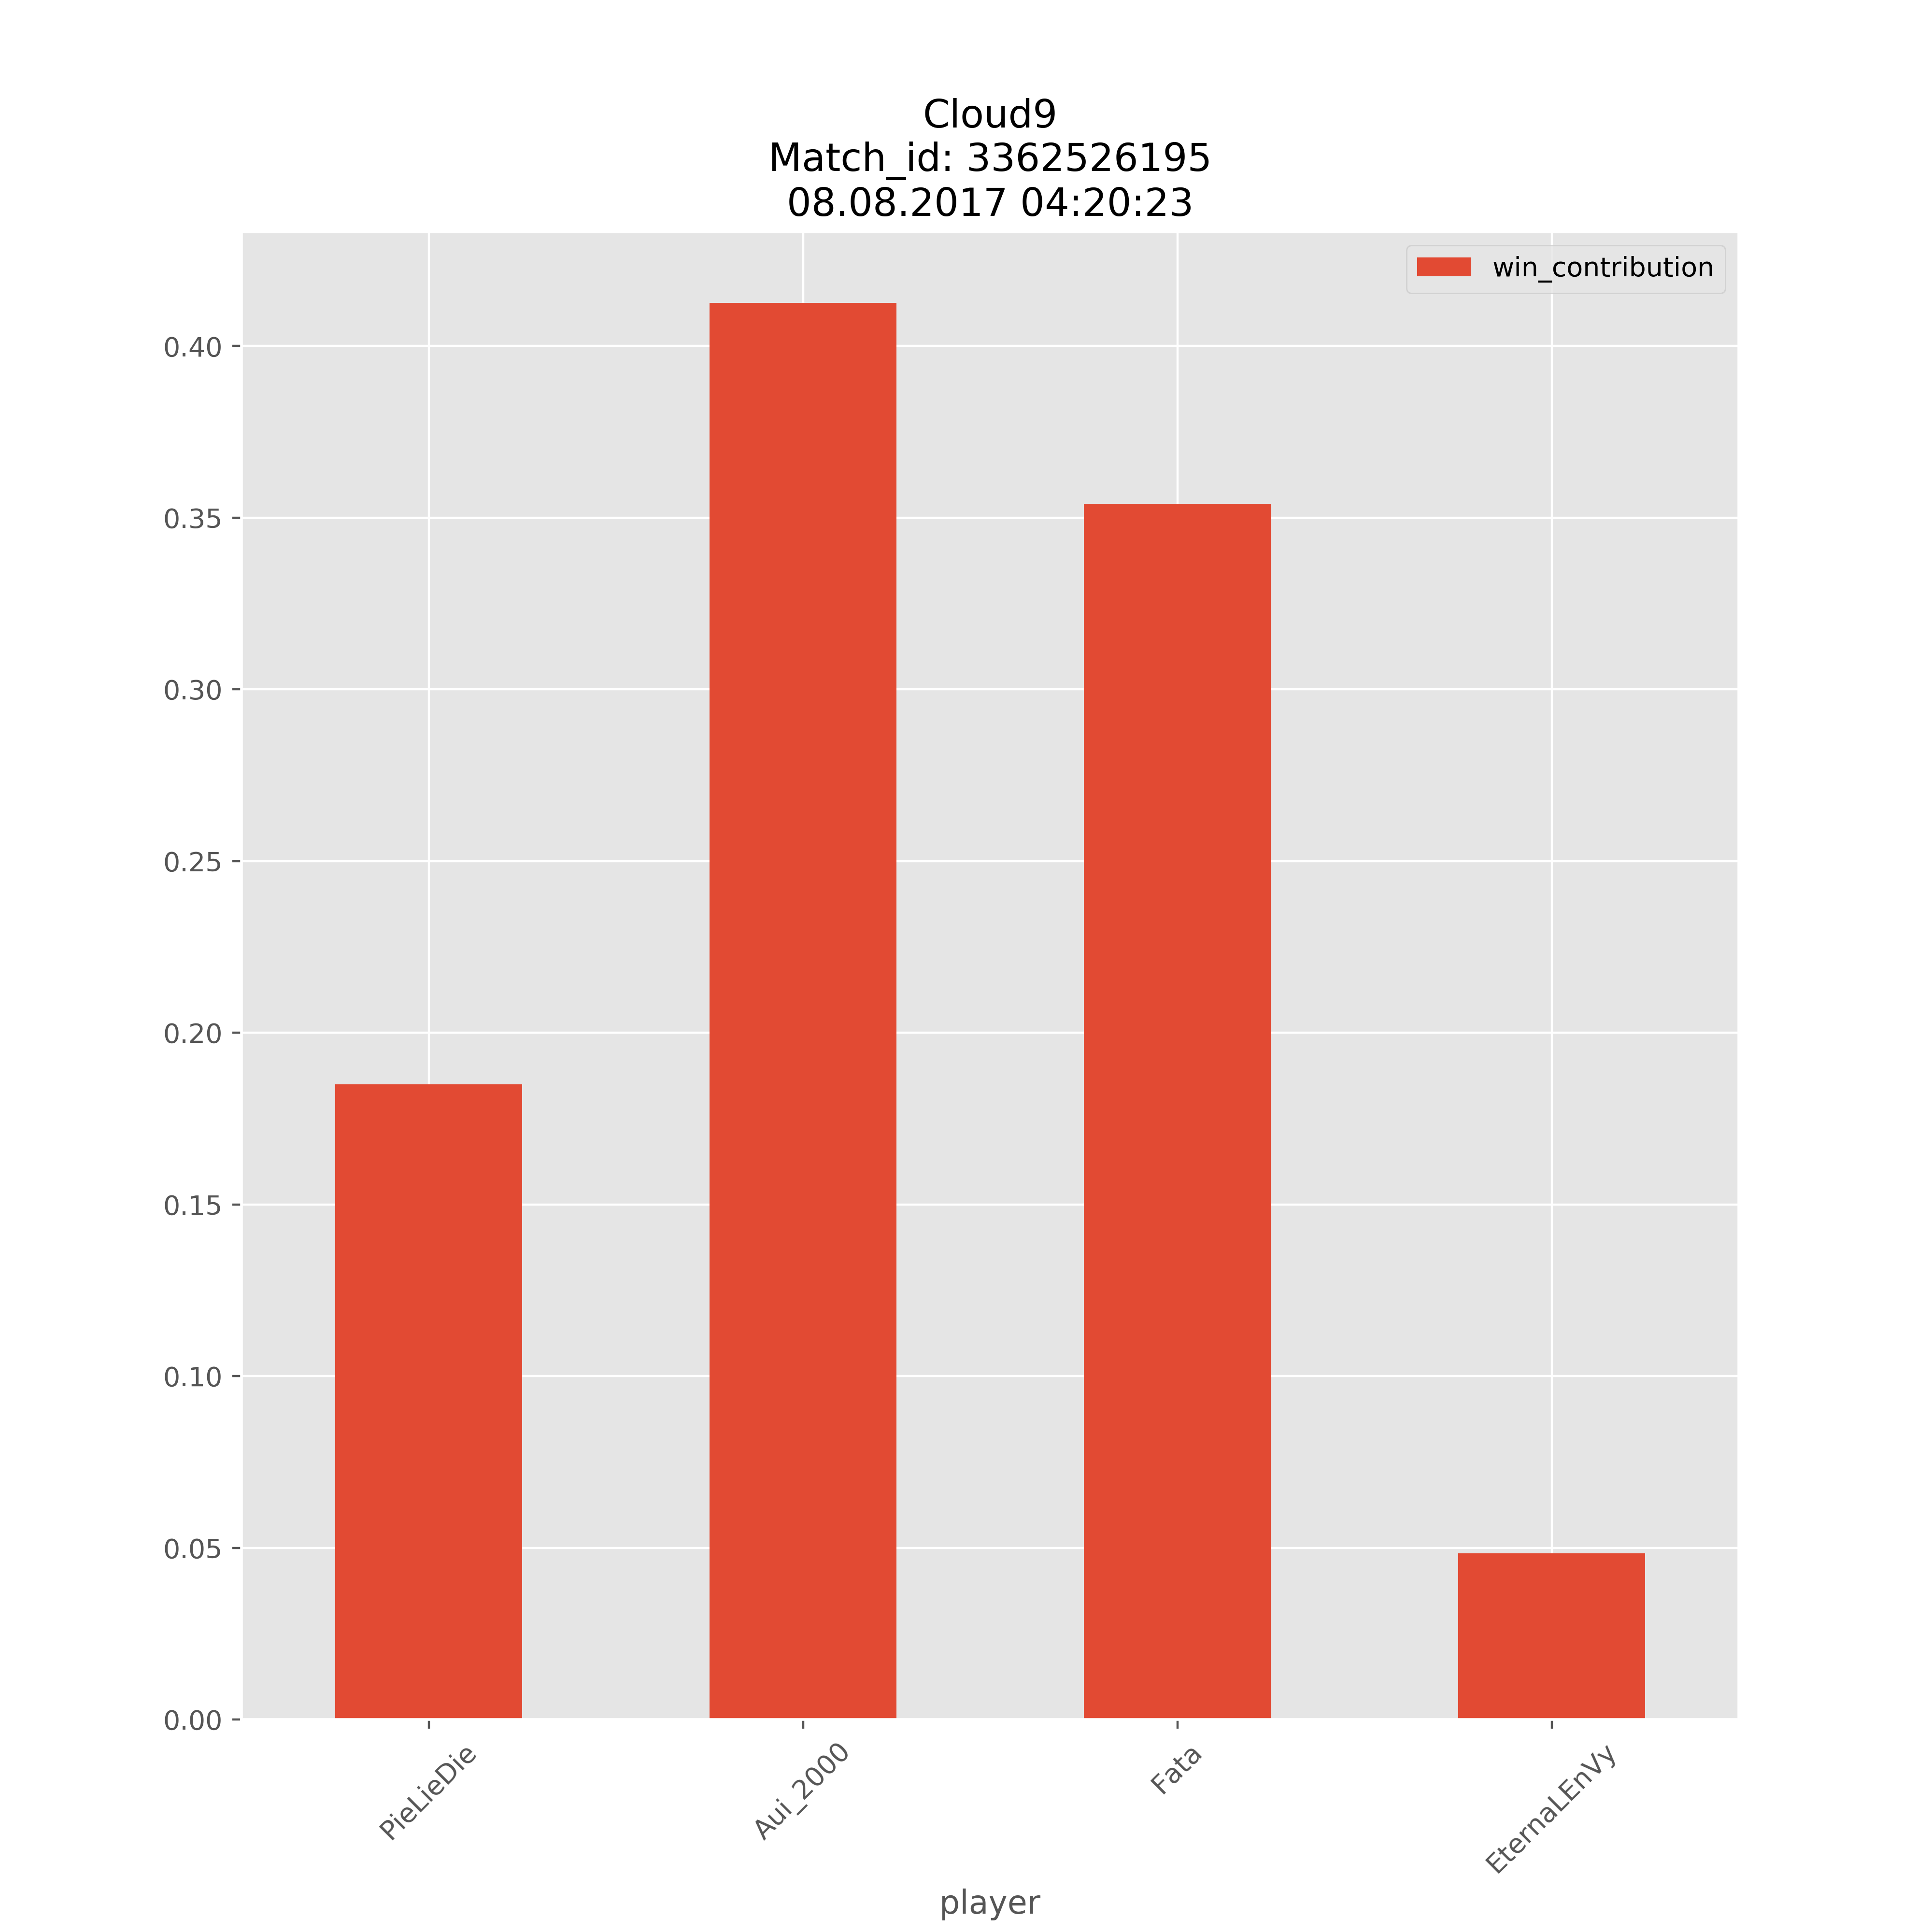 Cloud9
Match_id: 3362526195
08.08.2017 04:20:23
win_contribution
0.40
0.35
0.30
0.25
0.20
0.15
0.10
0.05
0.00
PieLieDie
Aui_2000
Fata
EternaLEnVy
player